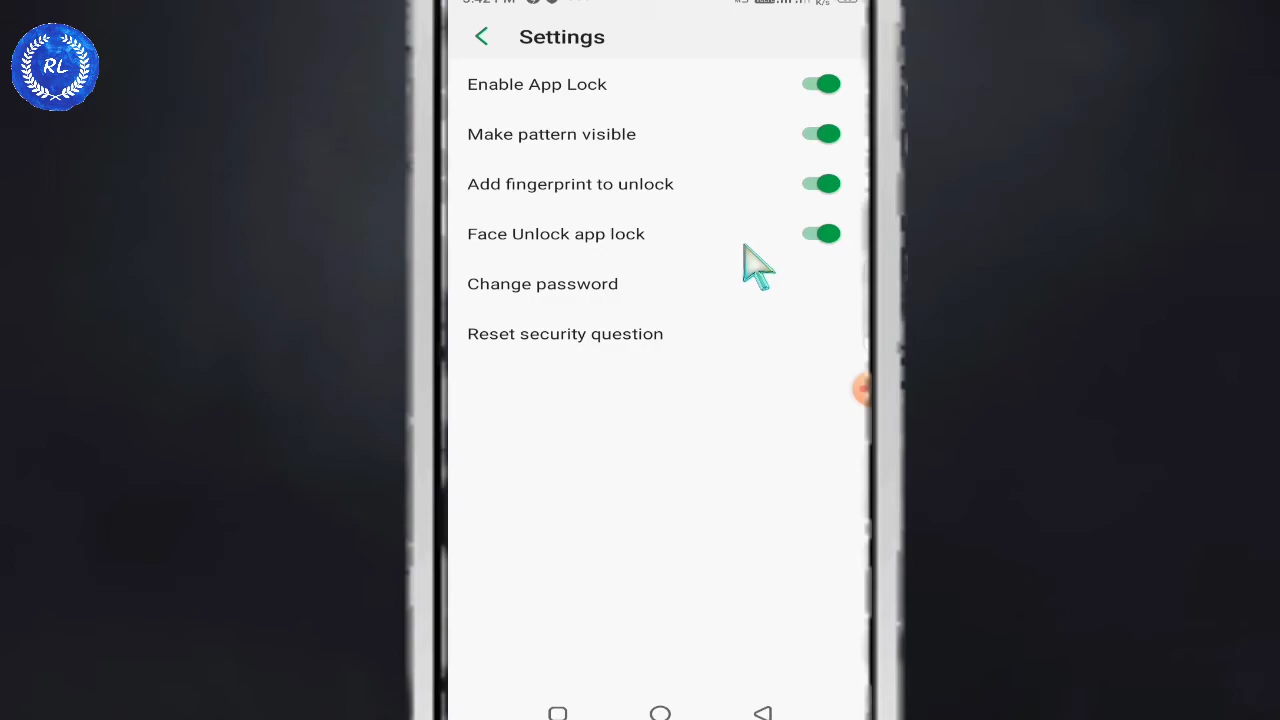 RL
Settings
Enable App Lock
Make pattern visible
Add fingerprint to unlock
Face Unlock app lock
Change password
Reset security question